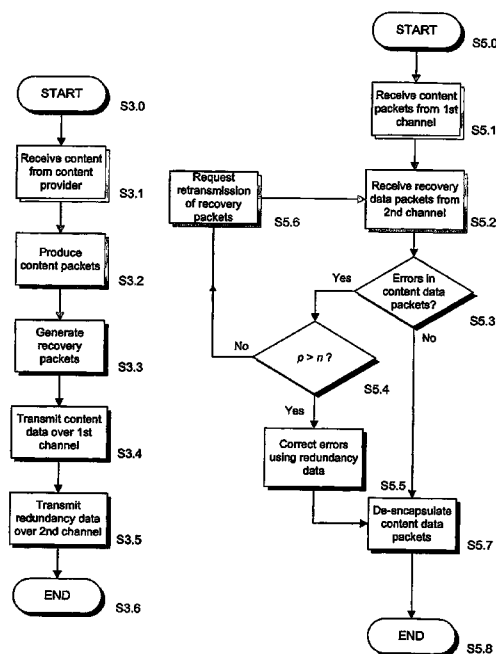 START
S3.0
Receive content
from content
provider
S3.1
Produce
content packets
S3.2
Generate
recovery
packets
S3.3
Transmit content
data over 1st
channel
S3.4
Transmit
redundancy data
over 2nd channel
S3.5
END
S3.6
START
S5.0
Receive content
packets from 1st
channel
S5.1
Request
retransmission
of recovery
packets
S5.6
Receive recovery
data packets from
2nd channel
S5.2
Errors in
content data
packets?
S5.3
Yes
No
p > n ?
S5.4
No
Yes
Correct errors
using redundancy
data
S5.5
De-encapsulate
content data
packets
S5.7
END
S5.8